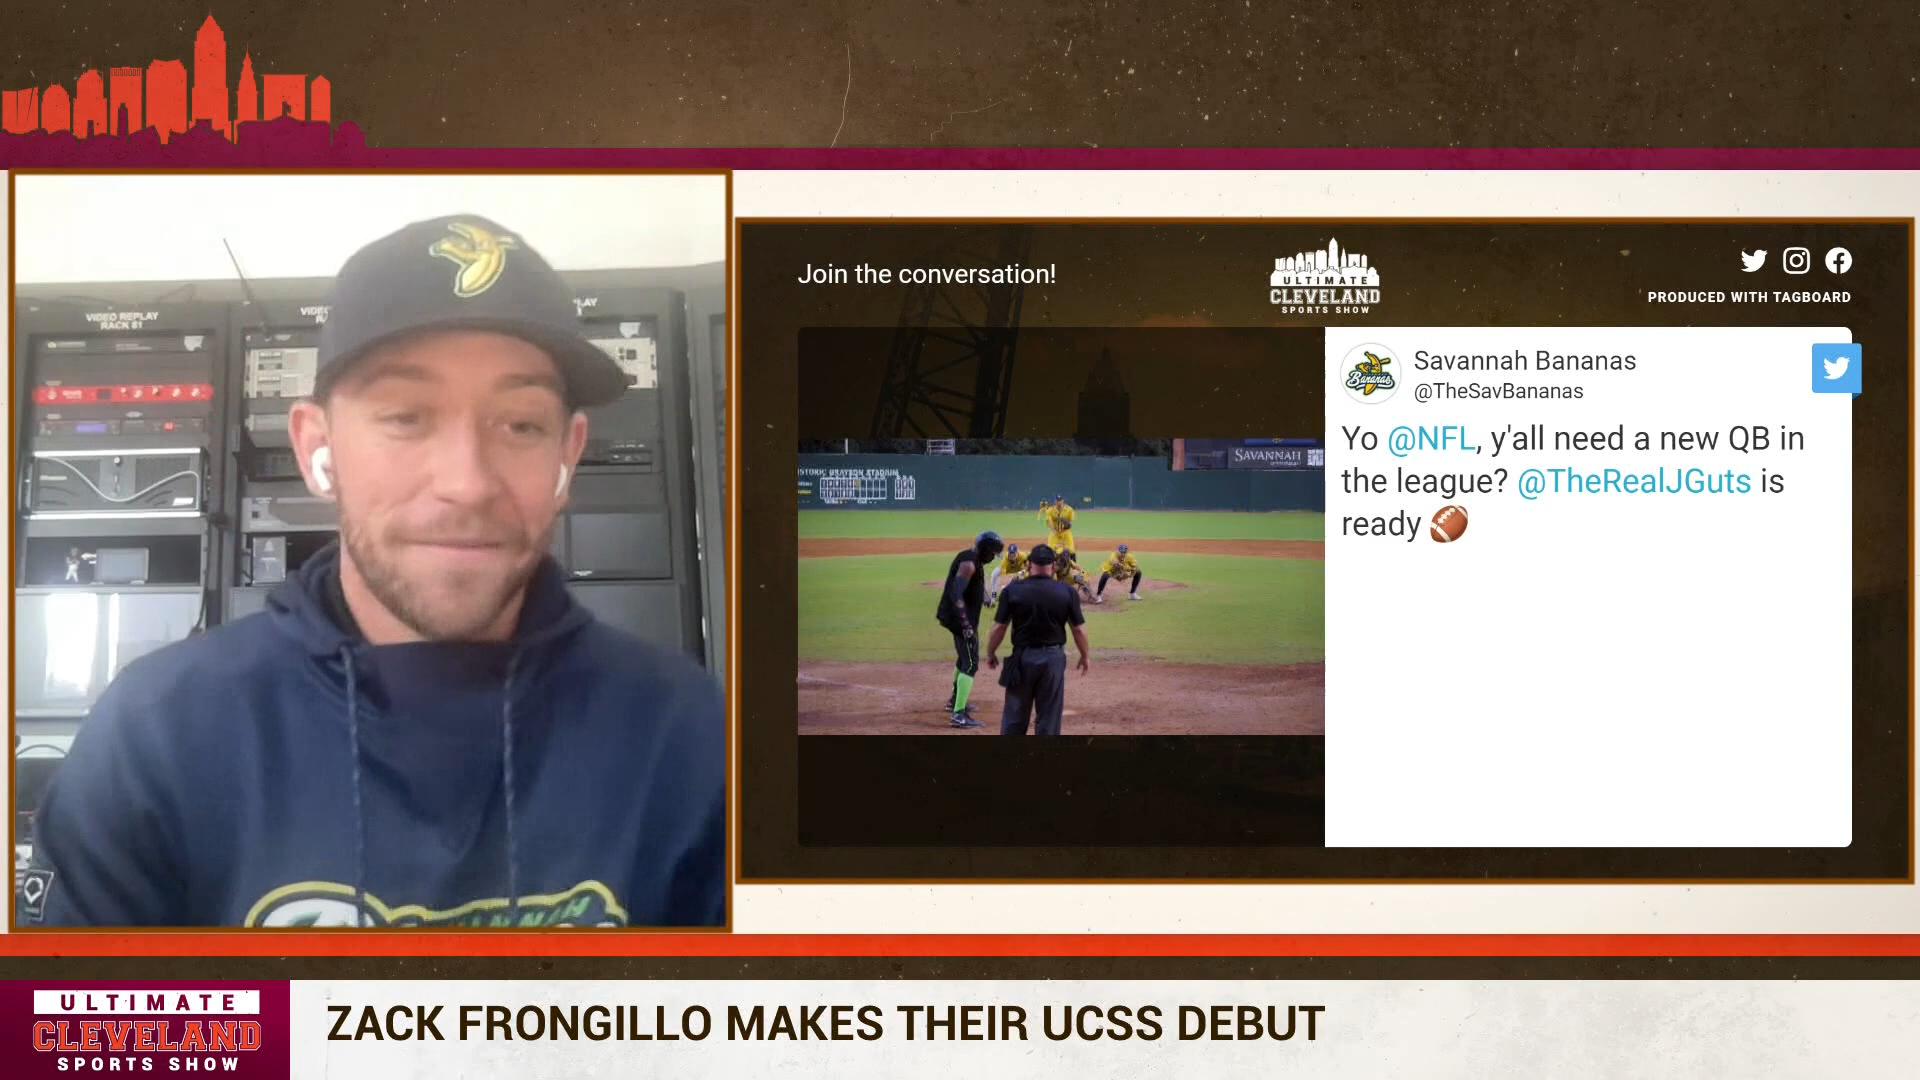 VIDEO REPLAY
RACK 01
Join the conversation!
ULTIMATE
CLEVELAND
SPORTS SHOW
PRODUCED WITH TAGBOARD
SAVANNAH
Bananas
Savannah Bananas
@TheSavBananas
Yo @NFL, y'all need a new QB in
the league? @TheRealJGuts is
ready
ULTIMATE
CLEVELAND
SPORTS SHOW
ZACK FRONGILLO MAKES THEIR UCSS DEBUT